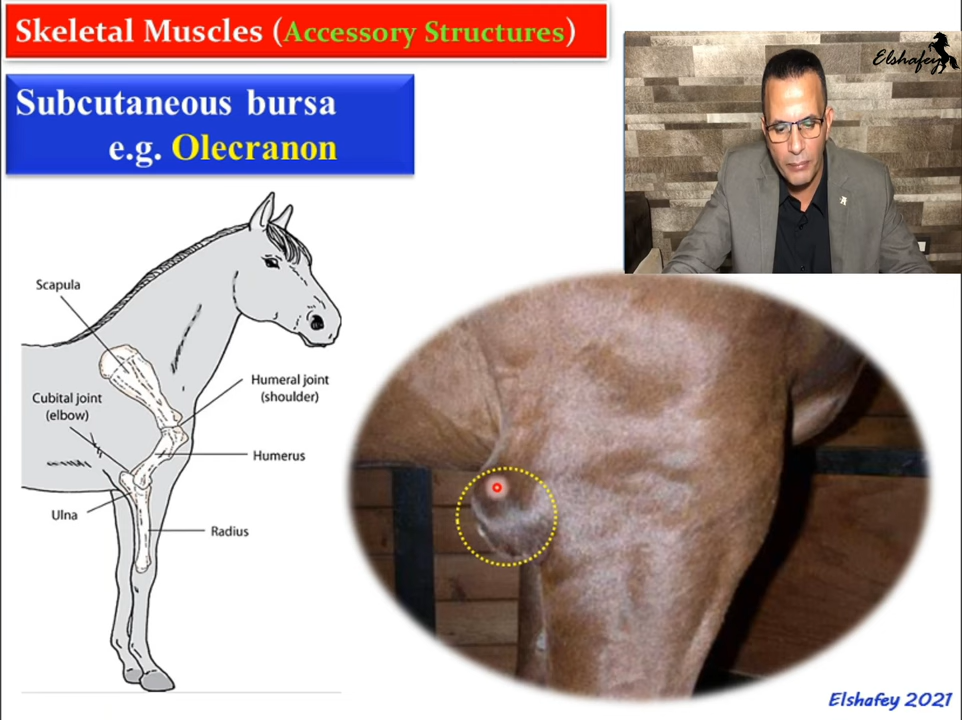 Skeletal Muscles (Accessory Structures)
Elshafey
Subcutaneous bursa
e.g. Olecranon
Scapula
Humeral joint
(shoulder)
Cubital joint
(elbow)
Humerus
Ulna
Radius
Elshafey 2021